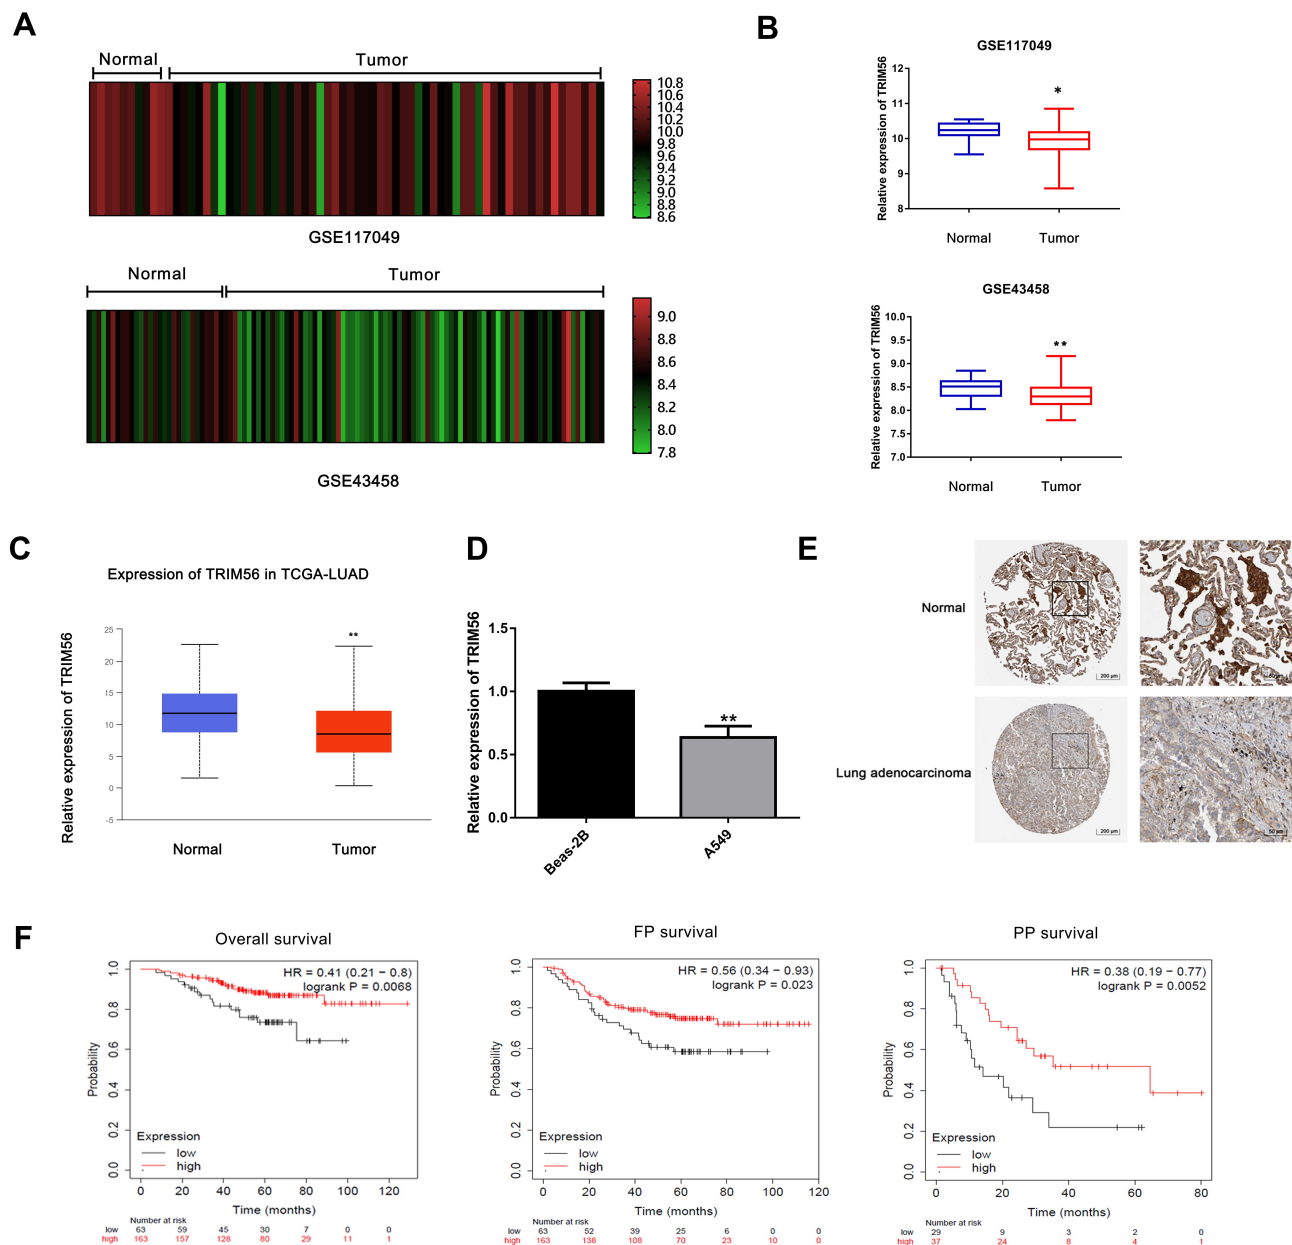 A
Normal
Tumor
10.8
10.6
10.4
10.2
10.0
9.8
9.6
9.4
9.2
9.0
8.8
8.6
GSE117049
Normal
Tumor
9.0
8.8
8.6
8.4
8.2
8.0
7.8
GSE43458
B
GSE117049
Relative expression of TRIM56
12
11
10
9
8
*
Normal
Tumor
GSE43458
Relative expression of TRIM56
10.0
9.5
9.0
8.5
8.0
7.5
7.0
**
Normal
Tumor
C
Expression of TRIM56 in TCGA-LUAD
Relative expression of TRIM56
25
20
15
10
5
0
-5
**
Normal
Tumor
D
Relative expression of TRIM56
1.5
1.0
0.5
0.0
**
Beas-2B
A549
E
Normal
200 μm
Lung adenocarcinoma
200 μm
50 μm
F
Overall survival
HR = 0.41 (0.21 − 0.8)
logrank P = 0.0068
Probability
1.0
0.8
0.6
0.4
0.2
0.0
Expression
low
high
0 20 40 60 80 100 120
Time (months)
Number at risk
low 63 59 45 30 7 0 0
high 163 157 128 80 29 11 1
FP survival
HR = 0.56 (0.34 − 0.93)
logrank P = 0.023
Probability
1.0
0.8
0.6
0.4
0.2
0.0
Expression
low
high
0 20 40 60 80 100 120
Time (months)
Number at risk
low 63 52 39 25 6 0 0
high 163 138 108 70 23 10 0
PP survival
HR = 0.38 (0.19 − 0.77)
logrank P = 0.0052
Probability
1.0
0.8
0.6
0.4
0.2
0.0
Expression
low
high
0 20 40 60 80
Time (months)
Number at risk
low 29 9 3 2 0
high 37 24 8 4 1